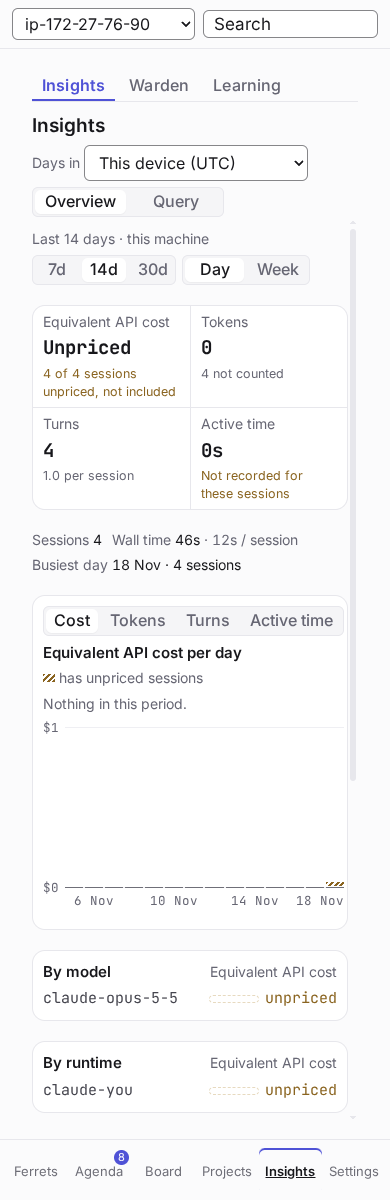 ip-172-27-76-90 Search
Insights Warden Learning
Insights
Days in This device (UTC)
Overview Query
Last 14 days · this machine
7d 14d 30d Day Week
Equivalent API cost Tokens
Unpriced 0
4 of 4 sessions 4 not counted
unpriced, not included
Turns Active time
4 0s
1.0 per session Not recorded for
these sessions
Sessions 4 Wall time 46s · 12s / session
Busiest day 18 Nov · 4 sessions
Cost Tokens Turns Active time
Equivalent API cost per day
has unpriced sessions
Nothing in this period.
$1
$0
6 Nov 10 Nov 14 Nov 18 Nov
By model Equivalent API cost
claude-opus-5-5 unpriced
By runtime Equivalent API cost
claude-you unpriced
8
Ferrets Agenda Board Projects Insights Settings